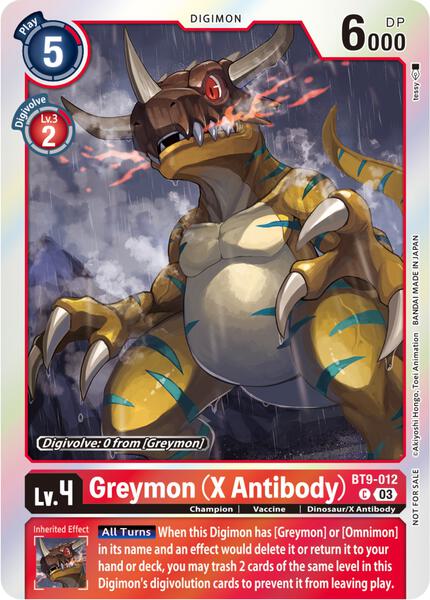 Play
5
DIGIMON
DP
6000
Digivolve
Lv.3
2
tessy
©Akiyoshi Hongo, Toei Animation BANDAI MADE IN JAPAN
Digivolve: 0 from [Greymon]
Lv.4
Greymon (X Antibody)
BT9-012
C 03
Champion | Vaccine | Dinosaur/X Antibody
NOT FOR SALE
Inherited Effect
All Turns When this Digimon has [Greymon] or [Omnimon]
in its name and an effect would delete it or return it to your
hand or deck, you may trash 2 cards of the same level in this
Digimon's digivolution cards to prevent it from leaving play.